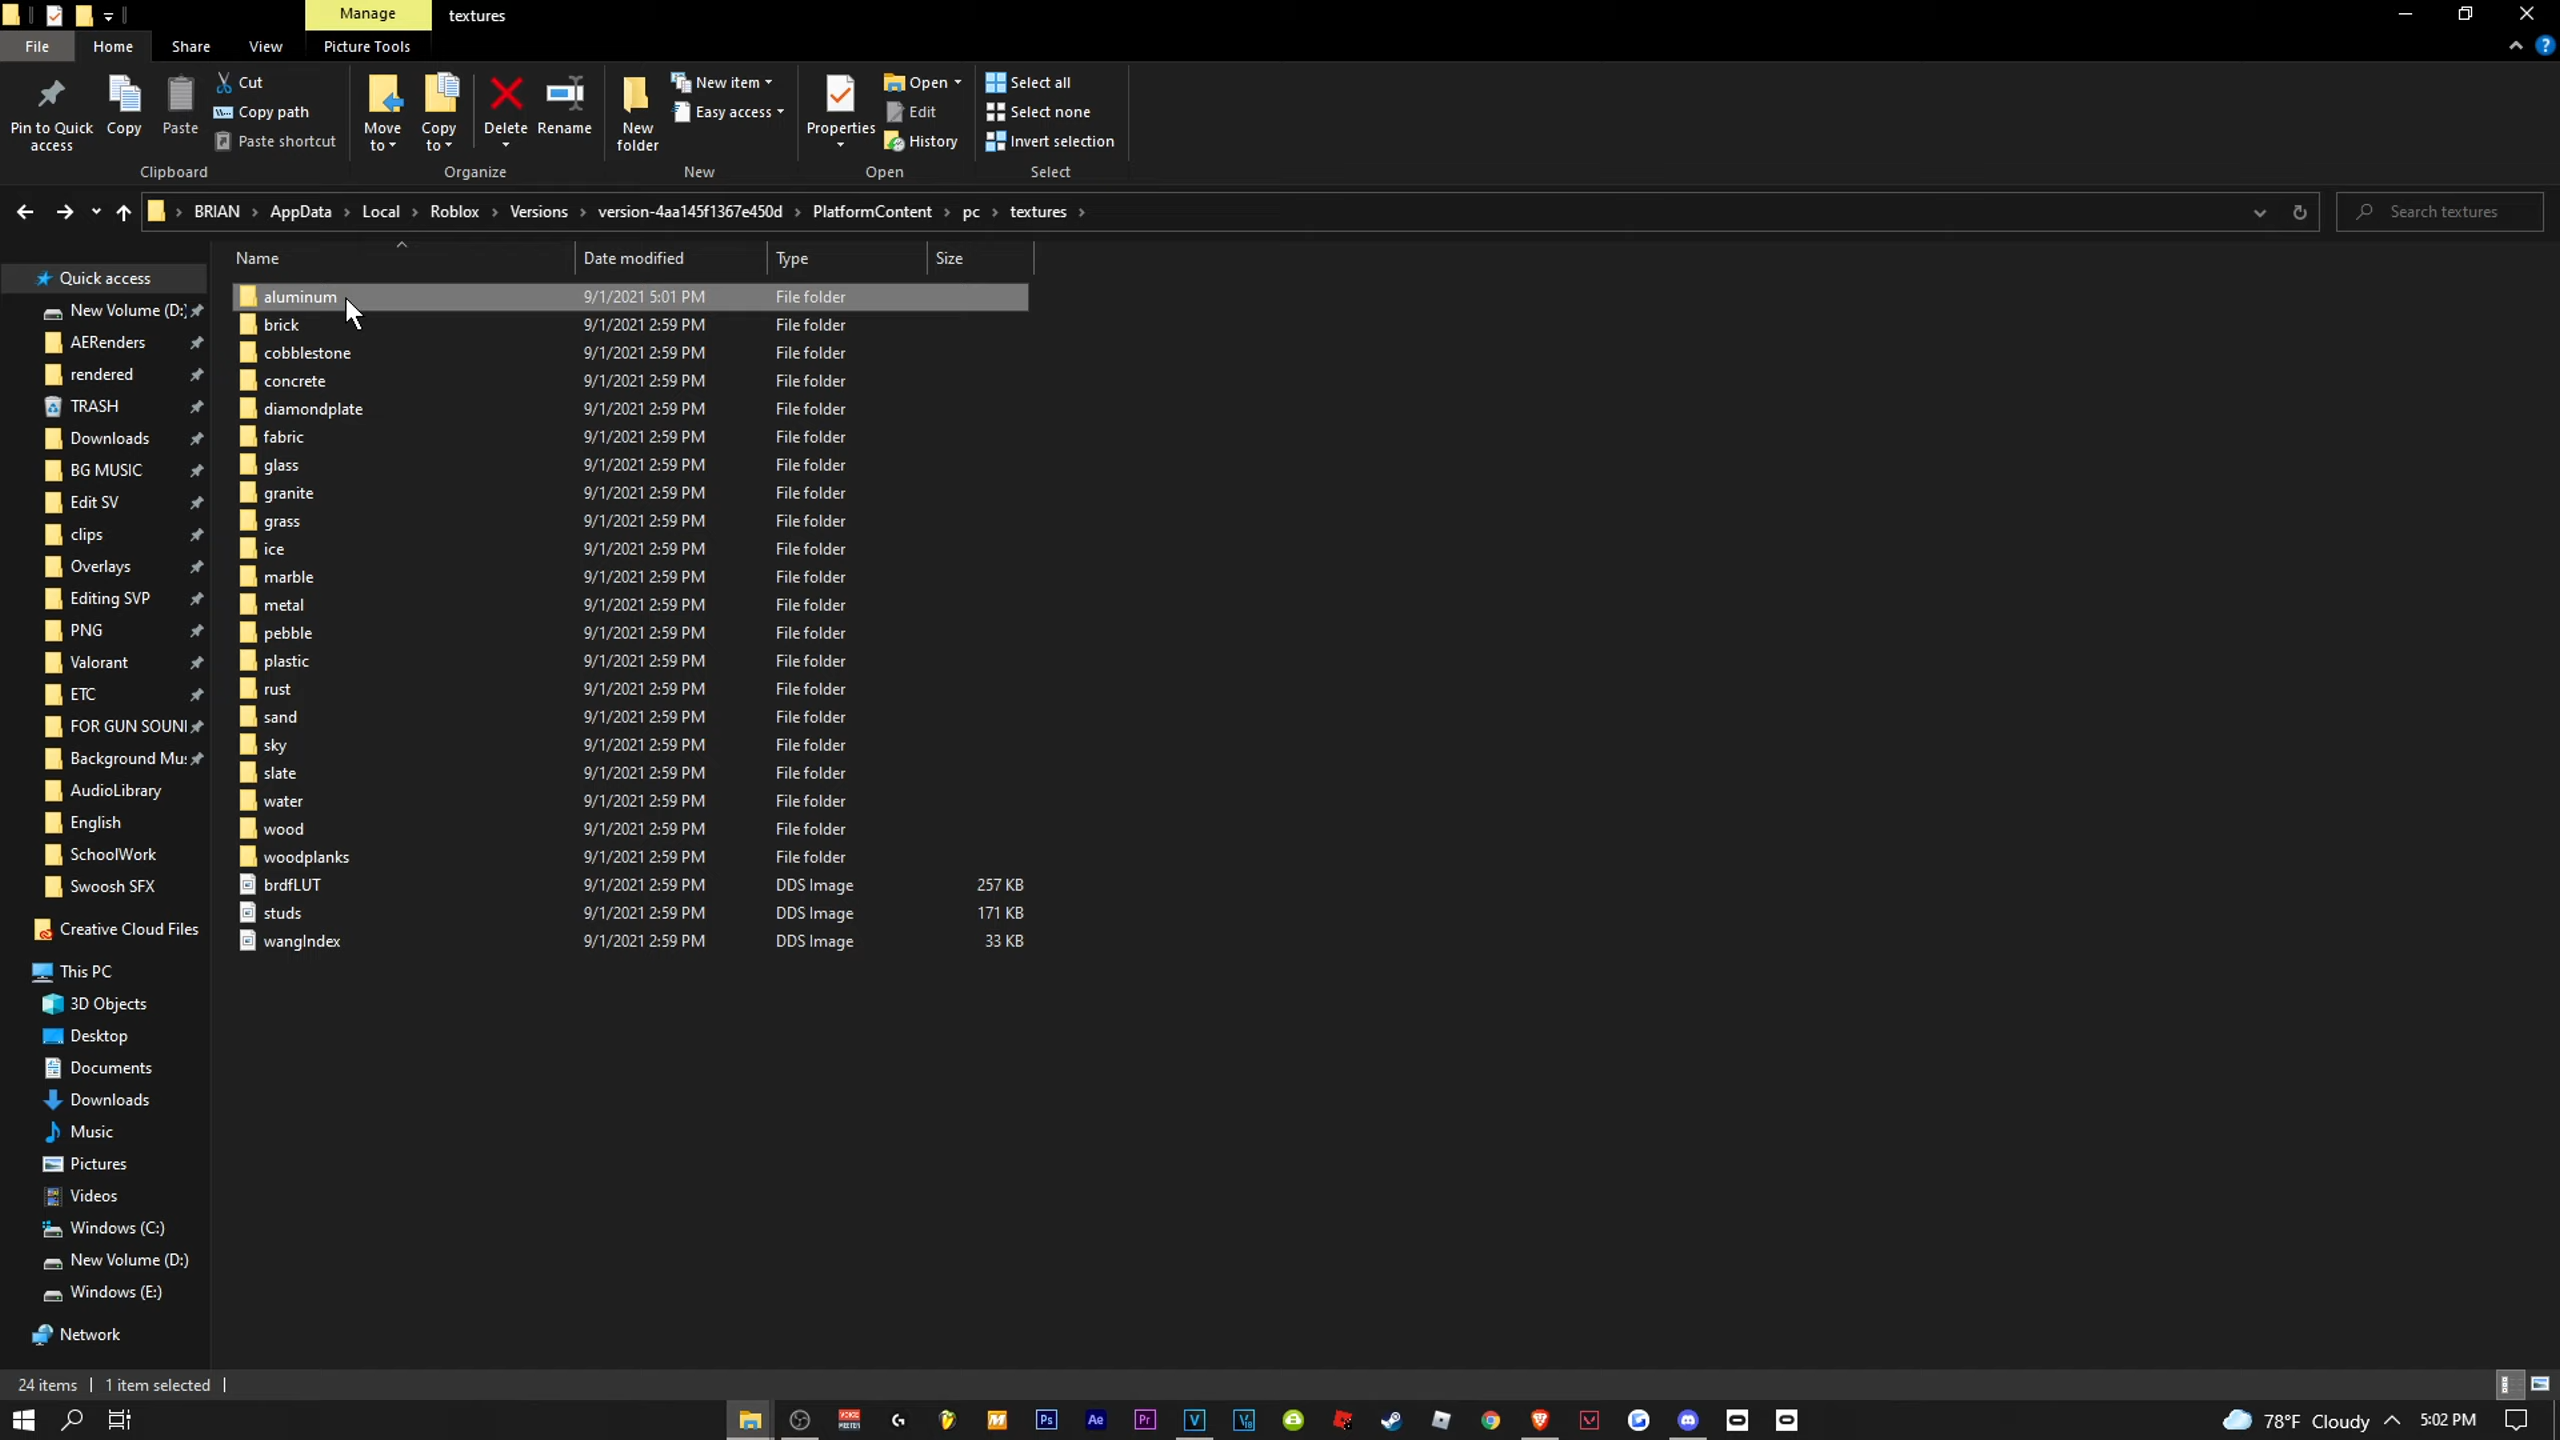 Manage
textures
File
Home
Share
View
Picture Tools
Pin to Quick access
Copy
Paste
Cut
Copy path
Paste shortcut
Clipboard
Move to
Copy to
Delete
Rename
Organize
New folder
New item
Easy access
New
Properties
Open
Edit
History
Open
Select all
Select none
Invert selection
Select
BRIAN > AppData > Local > Roblox > Versions > version-4aa145f1367e450d > PlatformContent > pc > textures >
Search textures
Name Date modified Type Size
aluminum 9/1/2021 5:01 PM File folder
brick 9/1/2021 2:59 PM File folder
cobblestone 9/1/2021 2:59 PM File folder
concrete 9/1/2021 2:59 PM File folder
diamondplate 9/1/2021 2:59 PM File folder
fabric 9/1/2021 2:59 PM File folder
glass 9/1/2021 2:59 PM File folder
granite 9/1/2021 2:59 PM File folder
grass 9/1/2021 2:59 PM File folder
ice 9/1/2021 2:59 PM File folder
marble 9/1/2021 2:59 PM File folder
metal 9/1/2021 2:59 PM File folder
pebble 9/1/2021 2:59 PM File folder
plastic 9/1/2021 2:59 PM File folder
rust 9/1/2021 2:59 PM File folder
sand 9/1/2021 2:59 PM File folder
sky 9/1/2021 2:59 PM File folder
slate 9/1/2021 2:59 PM File folder
water 9/1/2021 2:59 PM File folder
wood 9/1/2021 2:59 PM File folder
woodplanks 9/1/2021 2:59 PM File folder
brdfLUT 9/1/2021 2:59 PM DDS Image 257 KB
studs 9/1/2021 2:59 PM DDS Image 171 KB
wangIndex 9/1/2021 2:59 PM DDS Image 33 KB
Quick access
New Volume (D:)
AERenders
rendered
TRASH
Downloads
BG MUSIC
Edit SV
clips
Overlays
Editing SVP
PNG
Valorant
ETC
FOR GUN SOUN
Background Mu
AudioLibrary
English
SchoolWork
Swoosh SFX
Creative Cloud Files
This PC
3D Objects
Desktop
Documents
Downloads
Music
Pictures
Videos
Windows (C:)
New Volume (D:)
Windows (E:)
Network
24 items
1 item selected
Ps
Ae
Pr
78°F Cloudy
5:02 PM